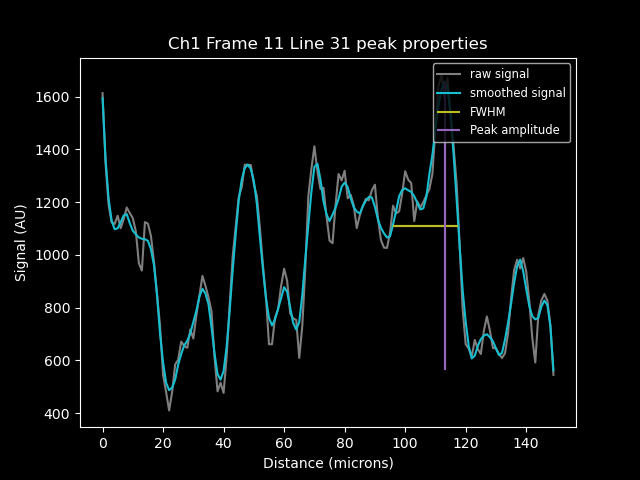 Ch1 Frame 11 Line 31 peak properties
raw signal
smoothed signal
FWHM
Peak amplitude
Signal (AU)
1600
1400
1200
1000
800
600
400
0 20 40 60 80 100 120 140
Distance (microns)